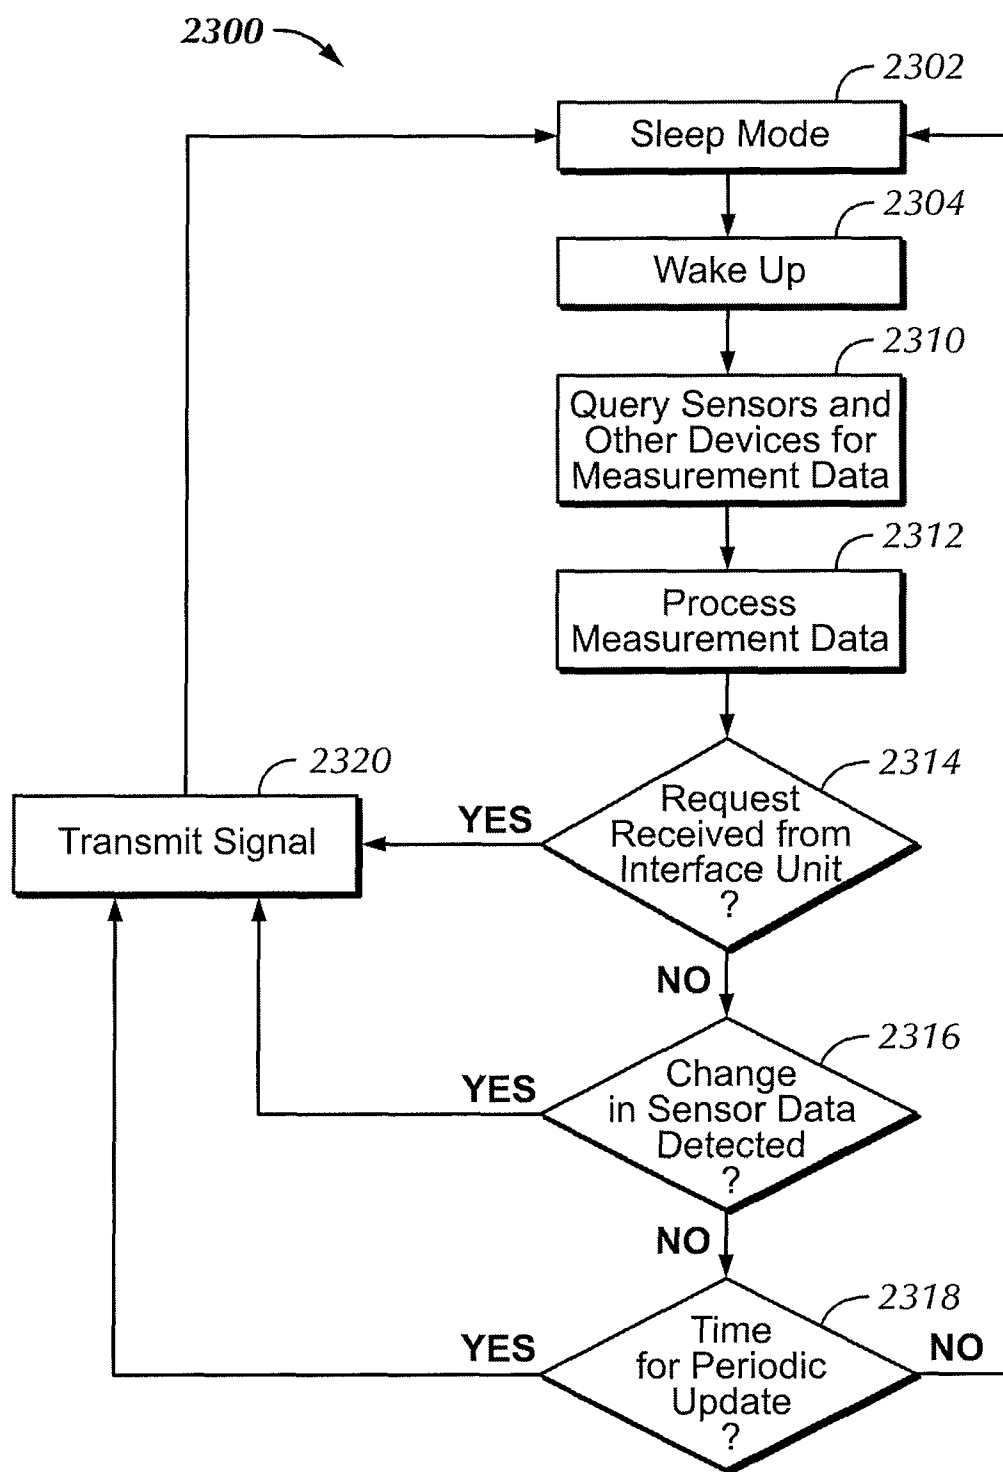 2300
2302
Sleep Mode
2304
Wake Up
2310
Query Sensors and
Other Devices for
Measurement Data
2312
Process
Measurement Data
2314
Request
Received from
Interface Unit
?
YES
2320
Transmit Signal
NO
2316
Change
in Sensor Data
Detected
?
YES
NO
2318
Time
for Periodic
Update
?
YES
NO